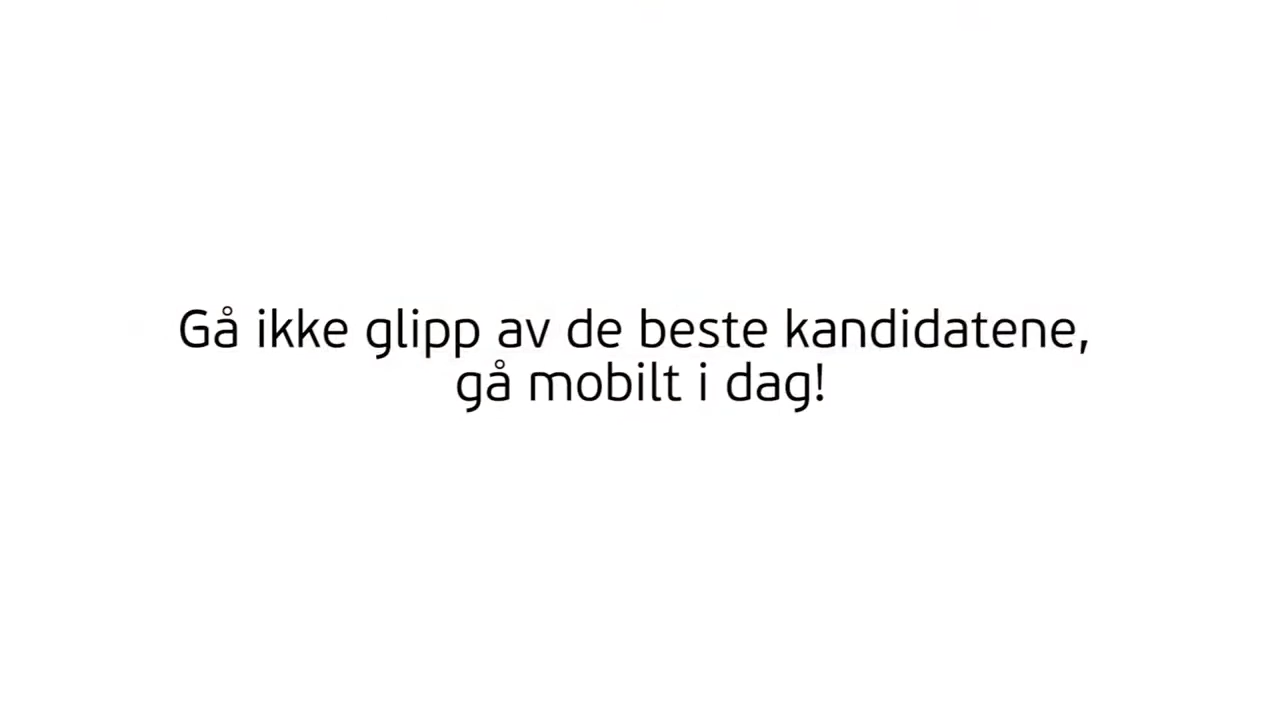 Gå ikke glipp av de beste kandidatene,
gå mobilt i dag!